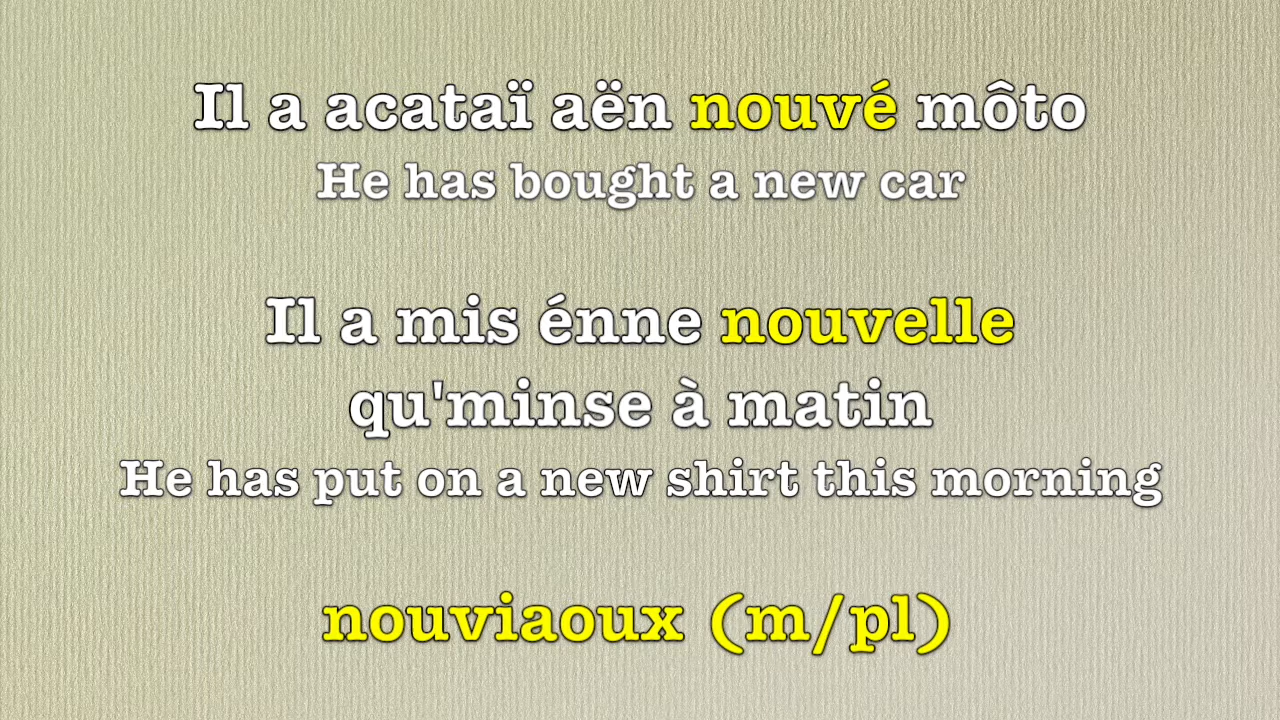 Il a acataï aën nouvé môto
He has bought a new car
Il a mis énne nouvelle
qu'minse à matin
He has put on a new shirt this morning
nouviaoux (m/pl)